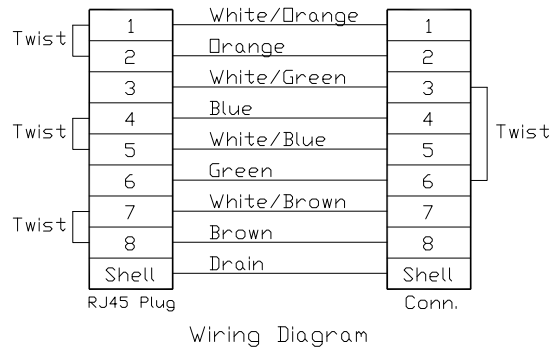 White/Orange
1 1
Twist
Orange
2 2
White/Green
3 3
Blue
4 4
Twist Twist
White/Blue
5 5
Green
6 6
White/Brown
7 7
Twist
Brown
8 8
Drain
Shell Shell
RJ45 Plug Conn.
Wiring Diagram